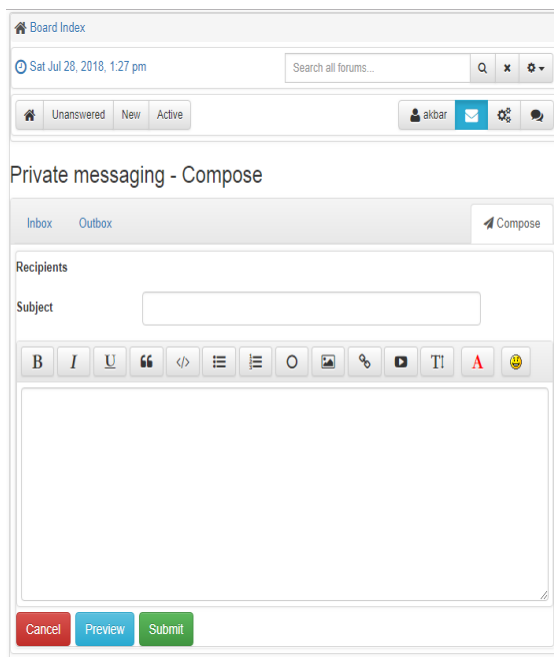 Board Index
Sat Jul 28, 2018, 1:27 pm Search all forums...
Unanswered New Active akbar
Private messaging - Compose
Inbox Outbox Compose
Recipients
Subject
B I U </> T A
Cancel Preview Submit